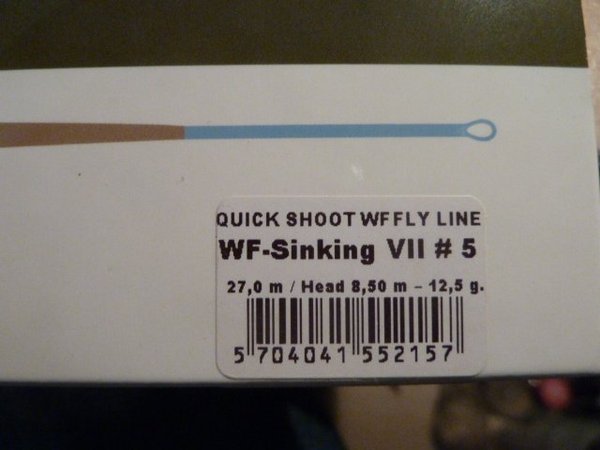 QUICK SHOOT WF FLY LINE
WF-Sinking VII # 5
27,0 m / Head 8,50 m – 12,5 g.
5 704041 552157